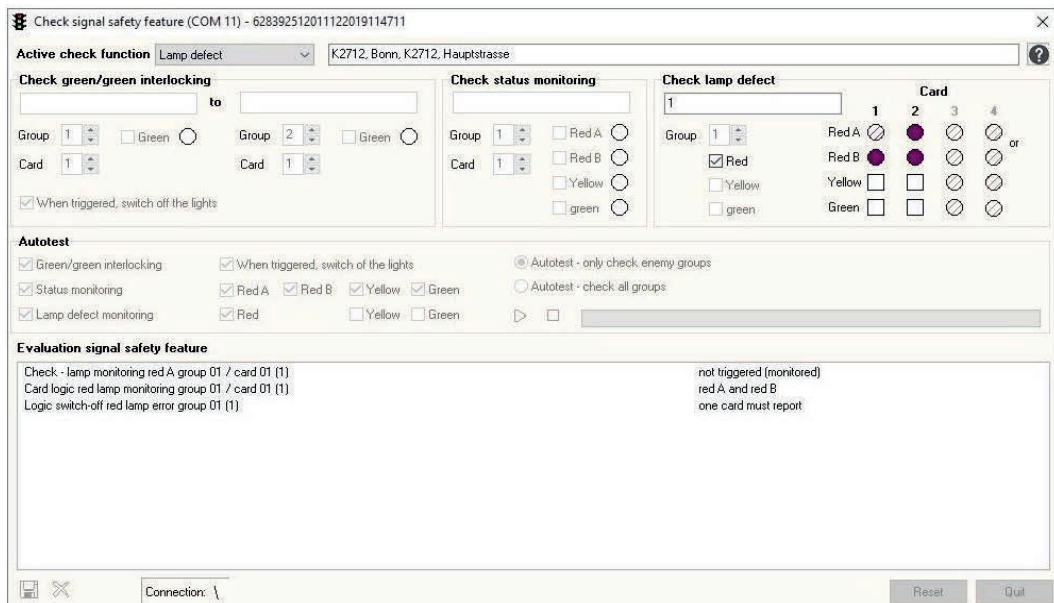 Check signal safety feature (COM 11) - 628392512011122019114711
Active check function Lamp defect K2712, Bonn, K2712, Hauptstrasse
Check green/green interlocking
to
Group 1 Green Group 2 Green
Card 1 Card 1
When triggered, switch off the lights
Check status monitoring
Group 1 Red A
Card 1 Red B
Yellow
green
Check lamp defect
1
Card
1 2 3 4
Group 1 Red A
Red Red B or
Yellow Yellow
green Green
Autotest
Green/green interlocking When triggered, switch of the lights Autotest - only check enemy groups
Status monitoring Red A Red B Yellow Green Autotest - check all groups
Lamp defect monitoring Red Yellow Green
Evaluation signal safety feature
Check - lamp monitoring red A group 01 / card 01 (1) not triggered (monitored)
Card logic red lamp monitoring group 01 / card 01 (1) red A and red B
Logic switch-off red lamp error group 01 (1) one card must report
Connection: \ Reset Quit